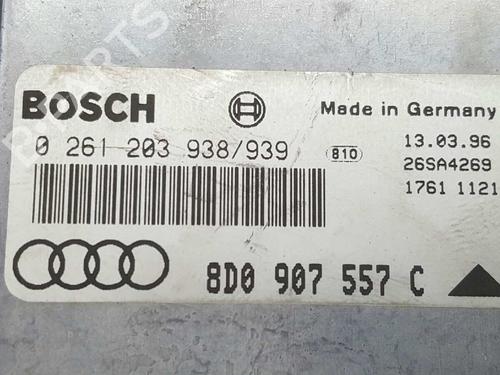 BOSCH
Made in Germany
0 261 203 938/939
810
13.03.96
26SA4269
1761 1121
8D0 907 557 C